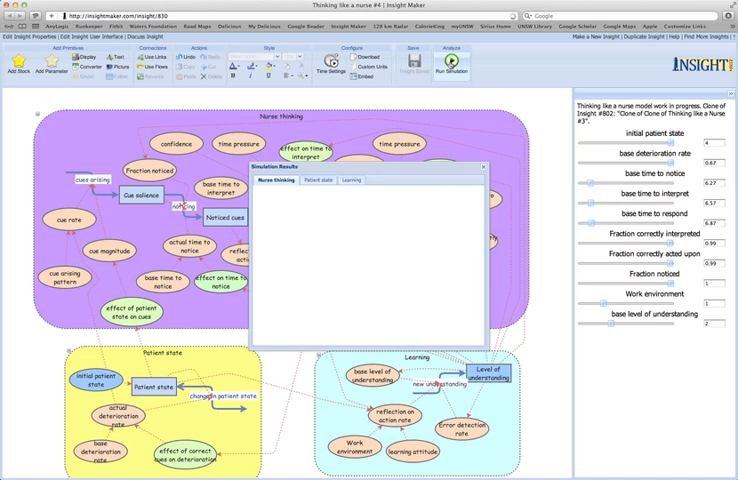 Thinking like a nurse #4 | Insight Maker
http://insightmaker.com/insight/830
Google
AnyLogic Runkeeper Fitbit Waters Foundation Road Maps Delicious My Delicious Google Reader Insight Maker 128 km Radar CalorieKing myUNSW Sirius Home UNSW Library Google Scholar Google Maps Apple Customize Links
Edit Insight Properties | Edit Insight User Interface | Discuss Insight
Make a New Insight | Duplicate Insight | Help | Find More Insights |
Add Primitives
Connections
Actions
Style
Configure
Save
Analyze
Add Stock
Add Parameter
Display
Converter
Ghost
Text
Picture
Link
Use Links
Use Flows
Undo
Redo
Time Settings
Download
Custom Units
Embed
Insight Saved
Run Simulation
INSIGHT
Nurse thinking
confidence
time pressure
effect on time to interpret
time pressure
Fraction noticed
cues arising
Cue salience
base time to interpret
noticing
Noticed cues
cue rate
cue magnitude
actual time to notice
cue arising pattern
base time to notice
effect on time to notice
effect of patient state on cues
Simulation Results
Nurse thinking
Patient state
Learning
Patient state
initial patient state
Patient state
change in patient state
actual deterioration rate
base deterioration rate
effect of correct cues on deterioration
Learning
base level of understanding
Level of understanding
new understanding
reflection on action rate
Error detection rate
Work environment
learning attitude
Thinking like a nurse model work in progress. Clone of
Insight #802: "Clone of Clone of Thinking like a Nurse
#3".
initial patient state
4
base deterioration rate
0.67
base time to notice
6.27
base time to interpret
6.57
base time to respond
6.87
Fraction correctly interpreted
0.99
Fraction correctly acted upon
0.99
Fraction noticed
1
Work environment
1
base level of understanding
2